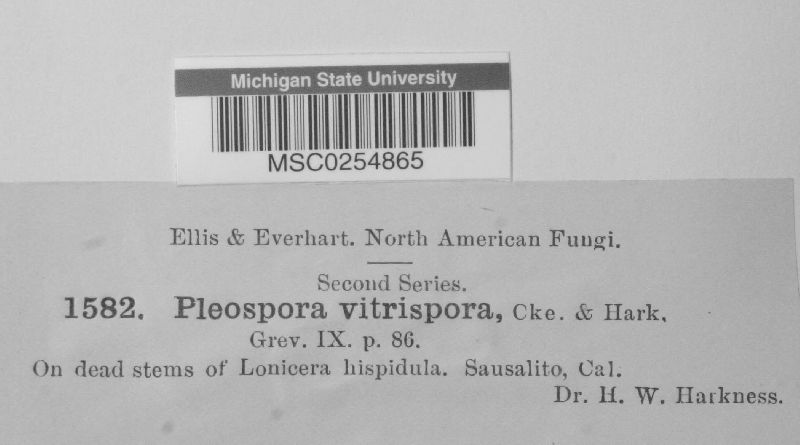 Michigan State University
MSC0254865
Ellis & Everhart. North American Fungi.
Second Series.
1582. Pleospora vitrispora, Cke. & Hark.
Grev. IX. p. 86.
On dead stems of Lonicera hispidula. Sausalito, Cal.
Dr. H. W. Harkness.